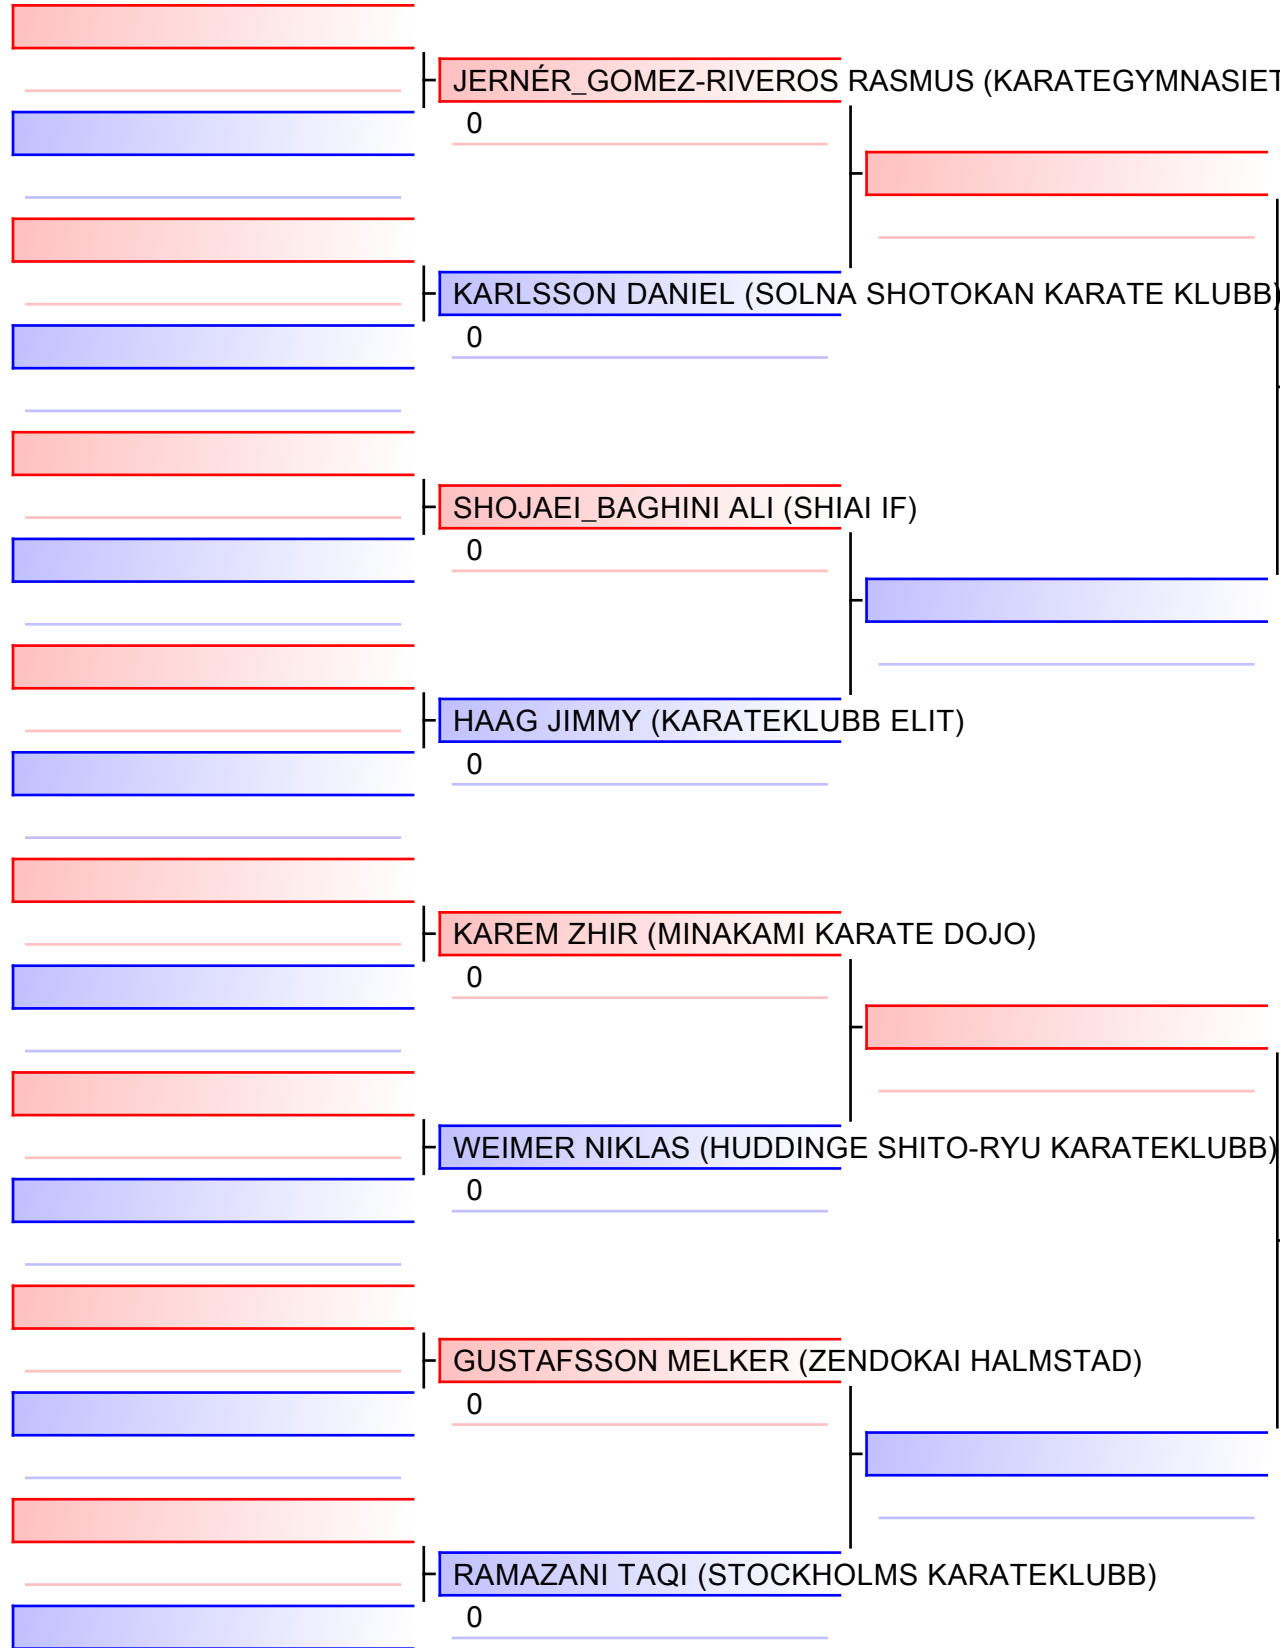 JERNÉR_GOMEZ-RIVEROS RASMUS (KARATEGYMNASIET
0
KARLSSON DANIEL (SOLNA SHOTOKAN KARATE KLUBB)
0
SHOJAEI_BAGHINI ALI (SHIAI IF)
0
HAAG JIMMY (KARATEKLUBB ELIT)
0
KAREM ZHIR (MINAKAMI KARATE DOJO)
0
WEIMER NIKLAS (HUDDINGE SHITO-RYU KARATEKLUBB)
0
GUSTAFSSON MELKER (ZENDOKAI HALMSTAD)
0
RAMAZANI TAQI (STOCKHOLMS KARATEKLUBB)
0